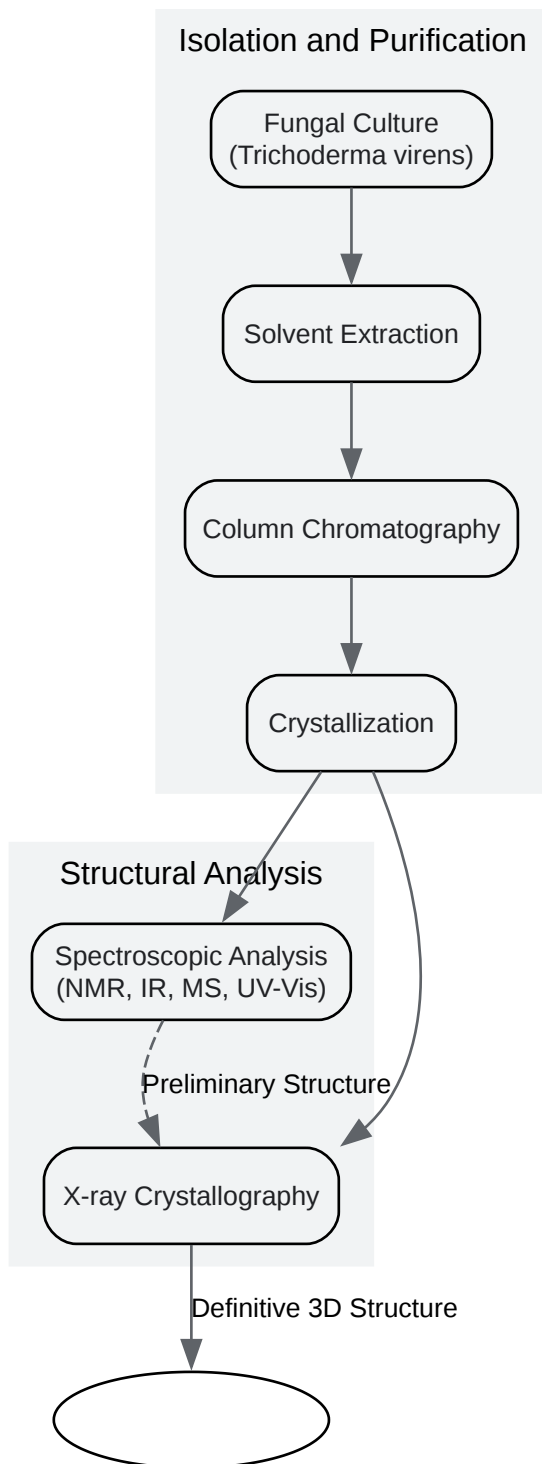 Isolation and Purification
Fungal Culture
(Trichoderma virens)
Solvent Extraction
Column Chromatography
Crystallization
Structural Analysis
Spectroscopic Analysis
(NMR, IR, MS, UV-Vis)
Preliminary Structure
X-ray Crystallography
Definitive 3D Structure